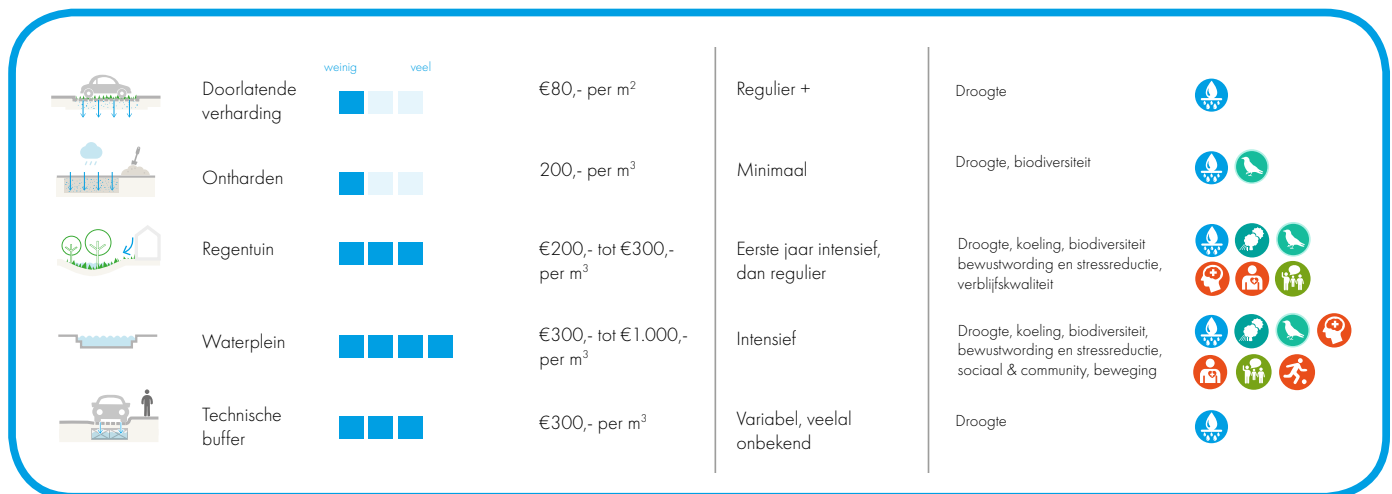 weinig veel
Doorlatende
verharding
€80,- per m²
Regulier +
Droogte
Ontharden
200,- per m³
Minimaal
Droogte, biodiversiteit
Regentuin
€200,- tot €300,-
per m³
Eerste jaar intensief,
dan regulier
Droogte, koeling, biodiversiteit
bewustwording en stressreductie,
verblijfskwaliteit
Waterplein
€300,- tot €1.000,-
per m³
Intensief
Droogte, koeling, biodiversiteit,
bewustwording en stressreductie,
sociaal & community, beweging
Technische
buffer
€300,- per m³
Variabel, veelal
onbekend
Droogte